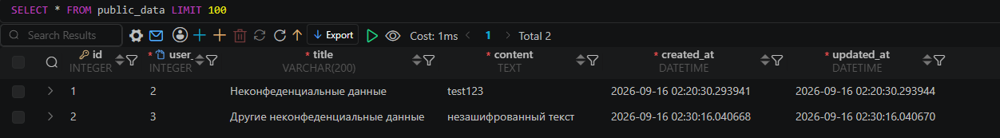 SELECT * FROM public_data LIMIT 100
Search Results Export Cost: 1ms 1 Total 2
* id * user_ * title * content * created_at * updated_at
INTEGER INTEGER VARCHAR(200) TEXT DATETIME DATETIME
1 2 Неконфеденциальные данные test123 2026-09-16 02:20:30.293941 2026-09-16 02:20:30.293944
2 3 Другие неконфеденциальные данные незашифрованный текст 2026-09-16 02:30:16.040668 2026-09-16 02:30:16.040670